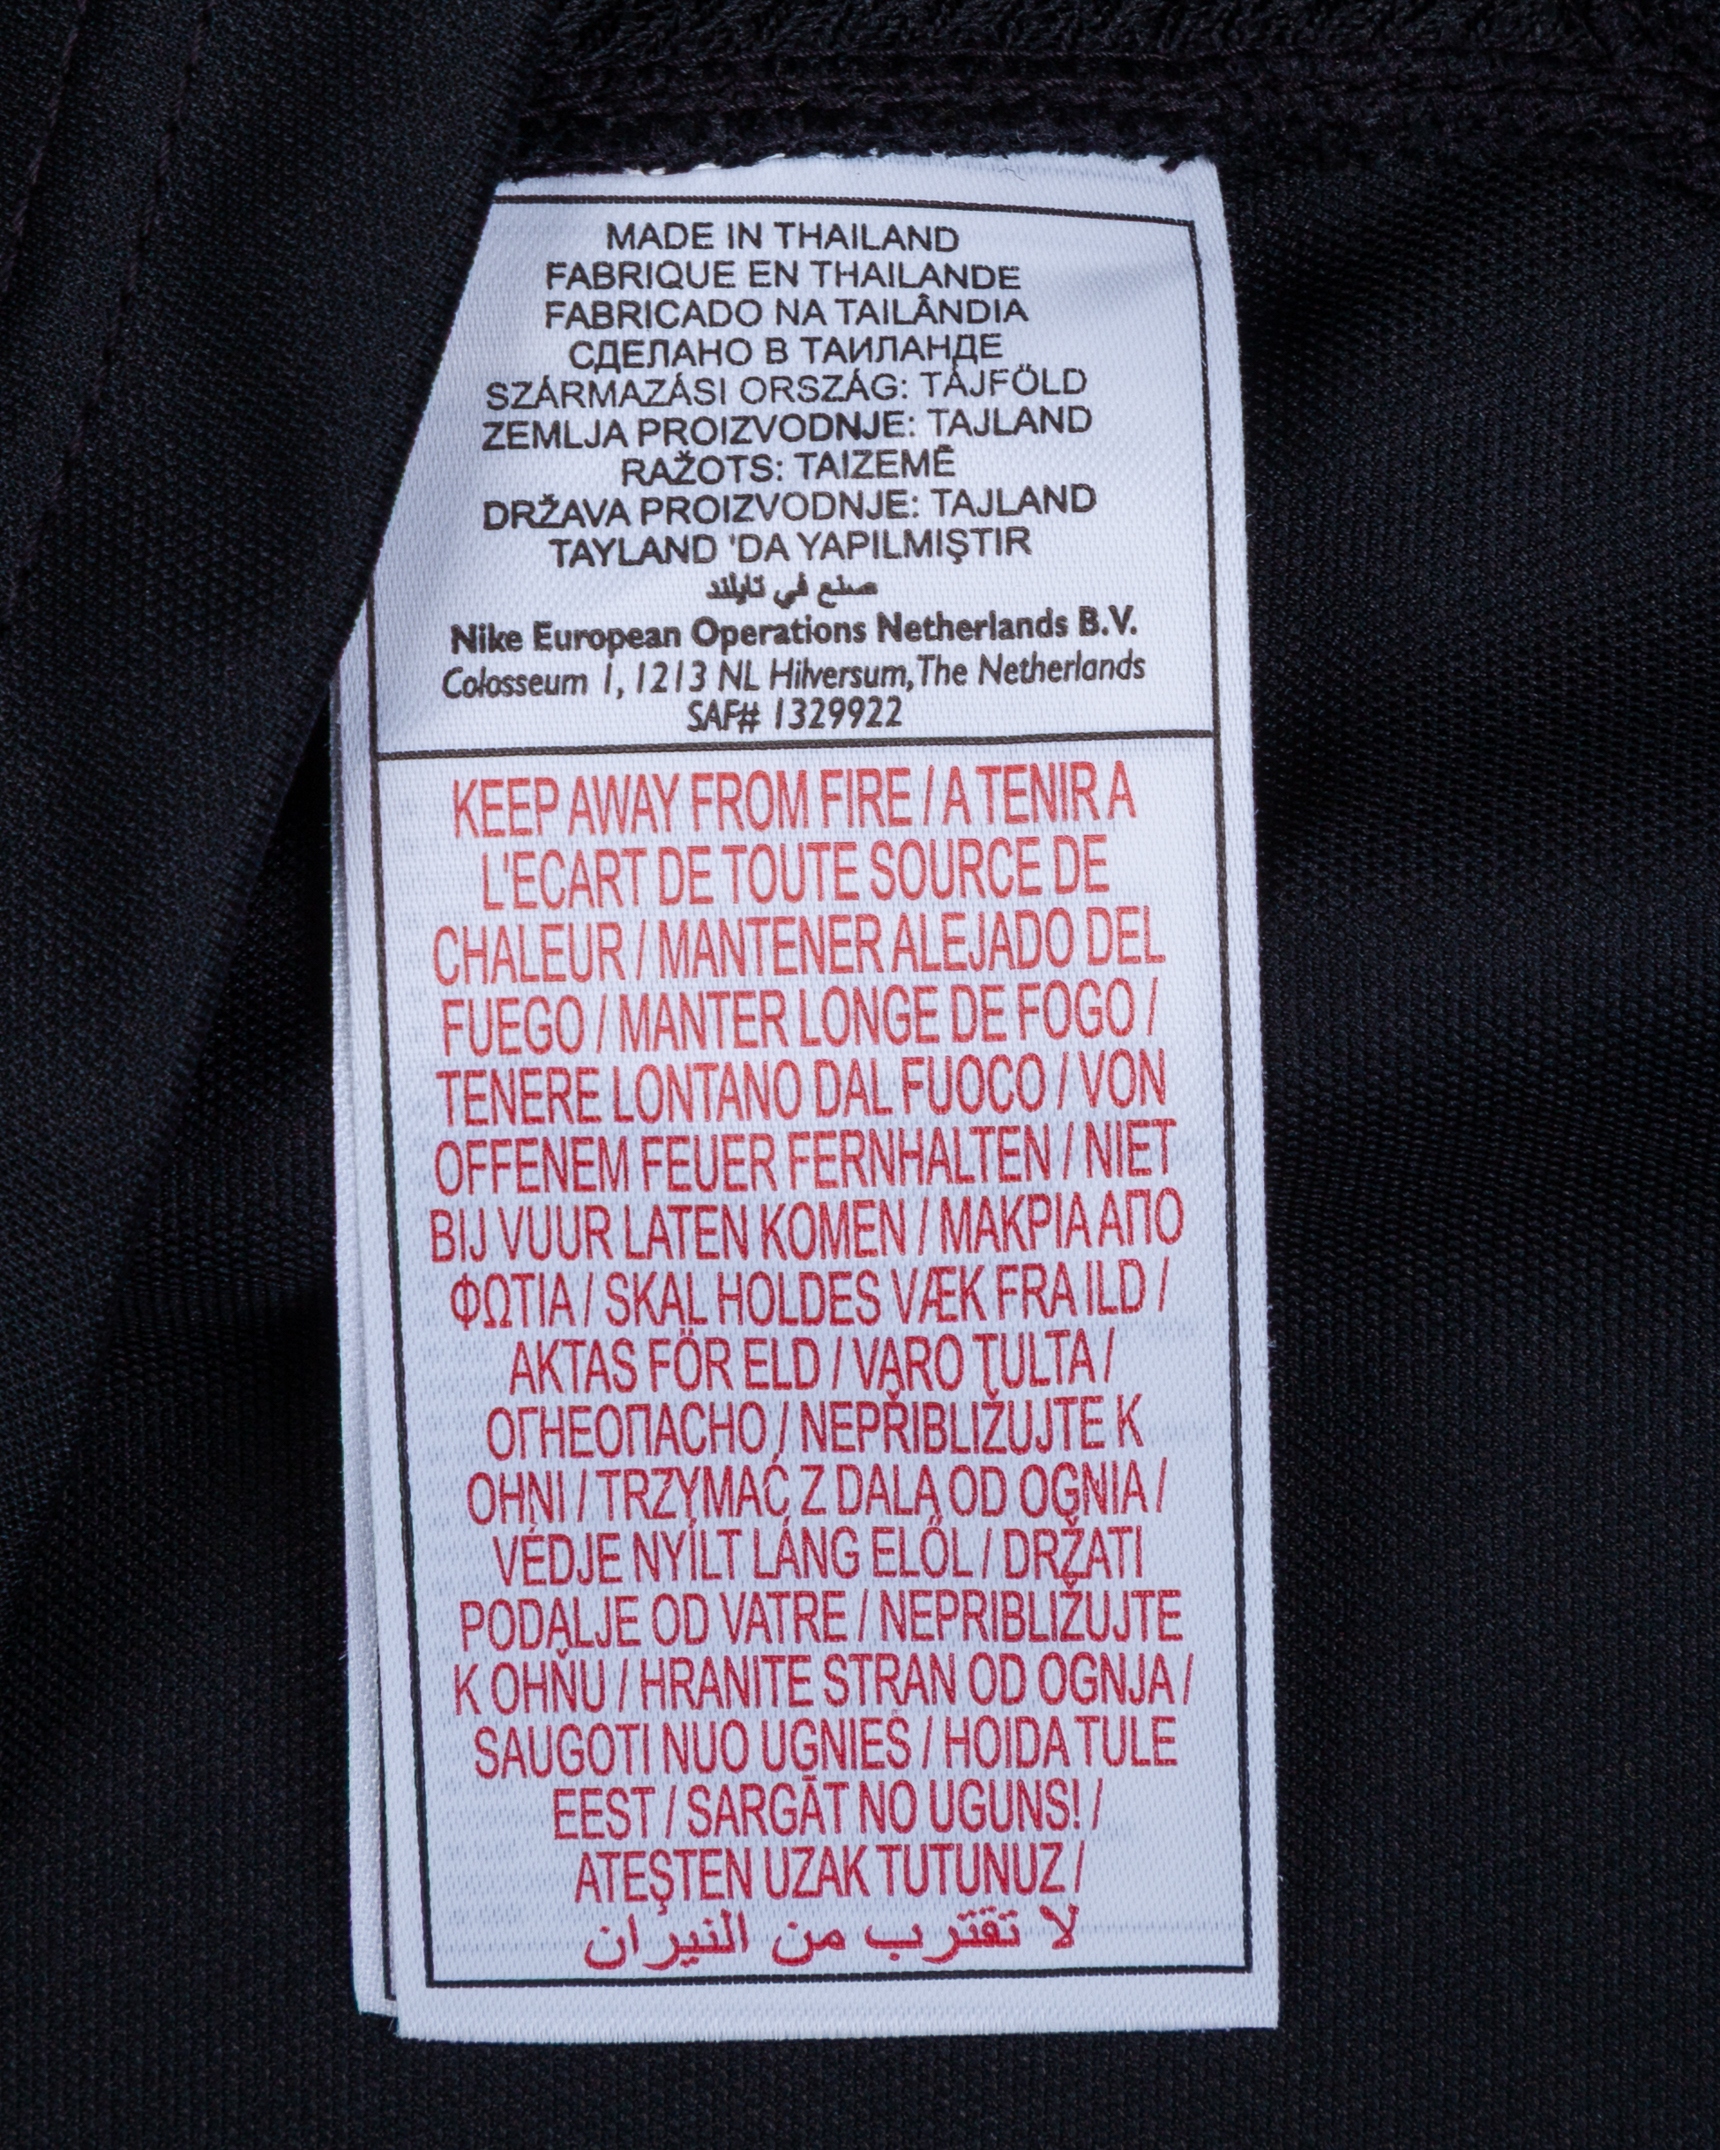 MADE IN THAILAND
FABRIQUE EN THAILANDE
FABRICADO NA TAILÂNDIA
СДЕЛАНО В ТАИЛАНДЕ
SZÁRMAZÁSI ORSZÁG: TÁJFÖLD
ZEMLJA PROIZVODNJE: TAJLAND
RAŽOTS: TAIZEMĒ
DRŽAVA PROIZVODNJE: TAJLAND
TAYLAND 'DA YAPILMIŞTIR
صنع في تايلند
Nike European Operations Netherlands B.V.
Colosseum 1, 1213 NL Hilversum, The Netherlands
SAF# 1329922
KEEP AWAY FROM FIRE / A TENIR A
L'ECART DE TOUTE SOURCE DE
CHALEUR / MANTENER ALEJADO DEL
FUEGO / MANTER LONGE DE FOGO /
TENERE LONTANO DAL FUOCO / VON
OFFENEM FEUER FERNHALTEN / NIET
BIJ VUUR LATEN KOMEN / ΜΑΚΡΙΑ ΑΠΟ
ΦΩΤΙΑ / SKAL HOLDES VÆK FRA ILD /
AKTAS FÖR ELD / VARO TULTA /
ОГНЕОПАСНО / NEPŘIBLIŽUJTE K
OHNI / TRZYMAĆ Z DALA OD OGNIA /
VÉDJE NYÍLT LÁNG ELŐL / DRŽATI
PODALJE OD VATRE / NEPRIBLIŽUJTE
K OHŇU / HRANITE STRAN OD OGNJA /
SAUGOTI NUO UGNIES / HOIDA TULE
EEST / SARGĀT NO UGUNS! /
ATEŞTEN UZAK TUTUNUZ /
لا تقترب من النيران